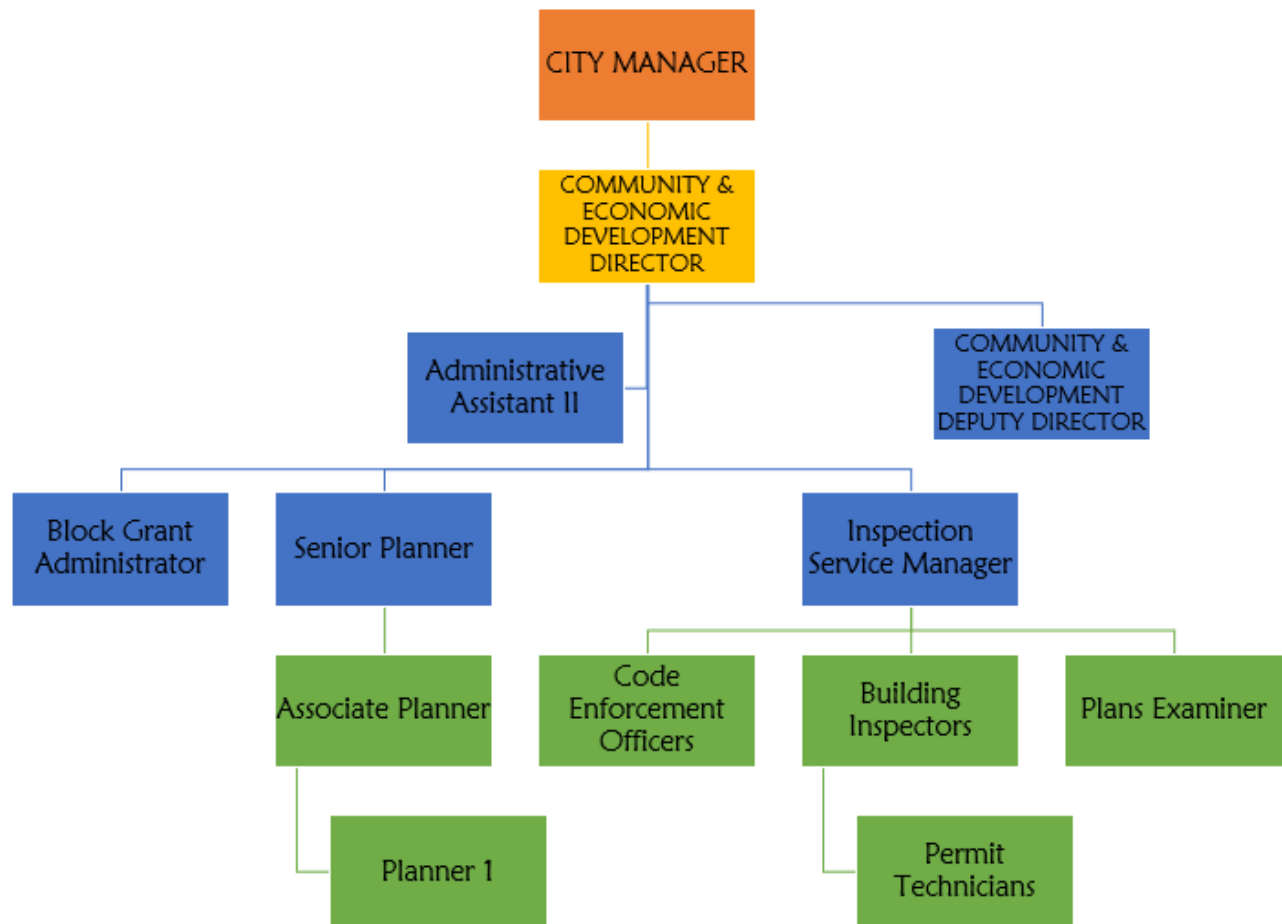 CITY MANAGER
COMMUNITY &
ECONOMIC
DEVELOPMENT
DIRECTOR
Administrative
Assistant II
COMMUNITY &
ECONOMIC
DEVELOPMENT
DEPUTY DIRECTOR
Block Grant
Administrator
Senior Planner
Inspection
Service Manager
Associate Planner
Code
Enforcement
Officers
Building
Inspectors
Plans Examiner
Planner 1
Permit
Technicians